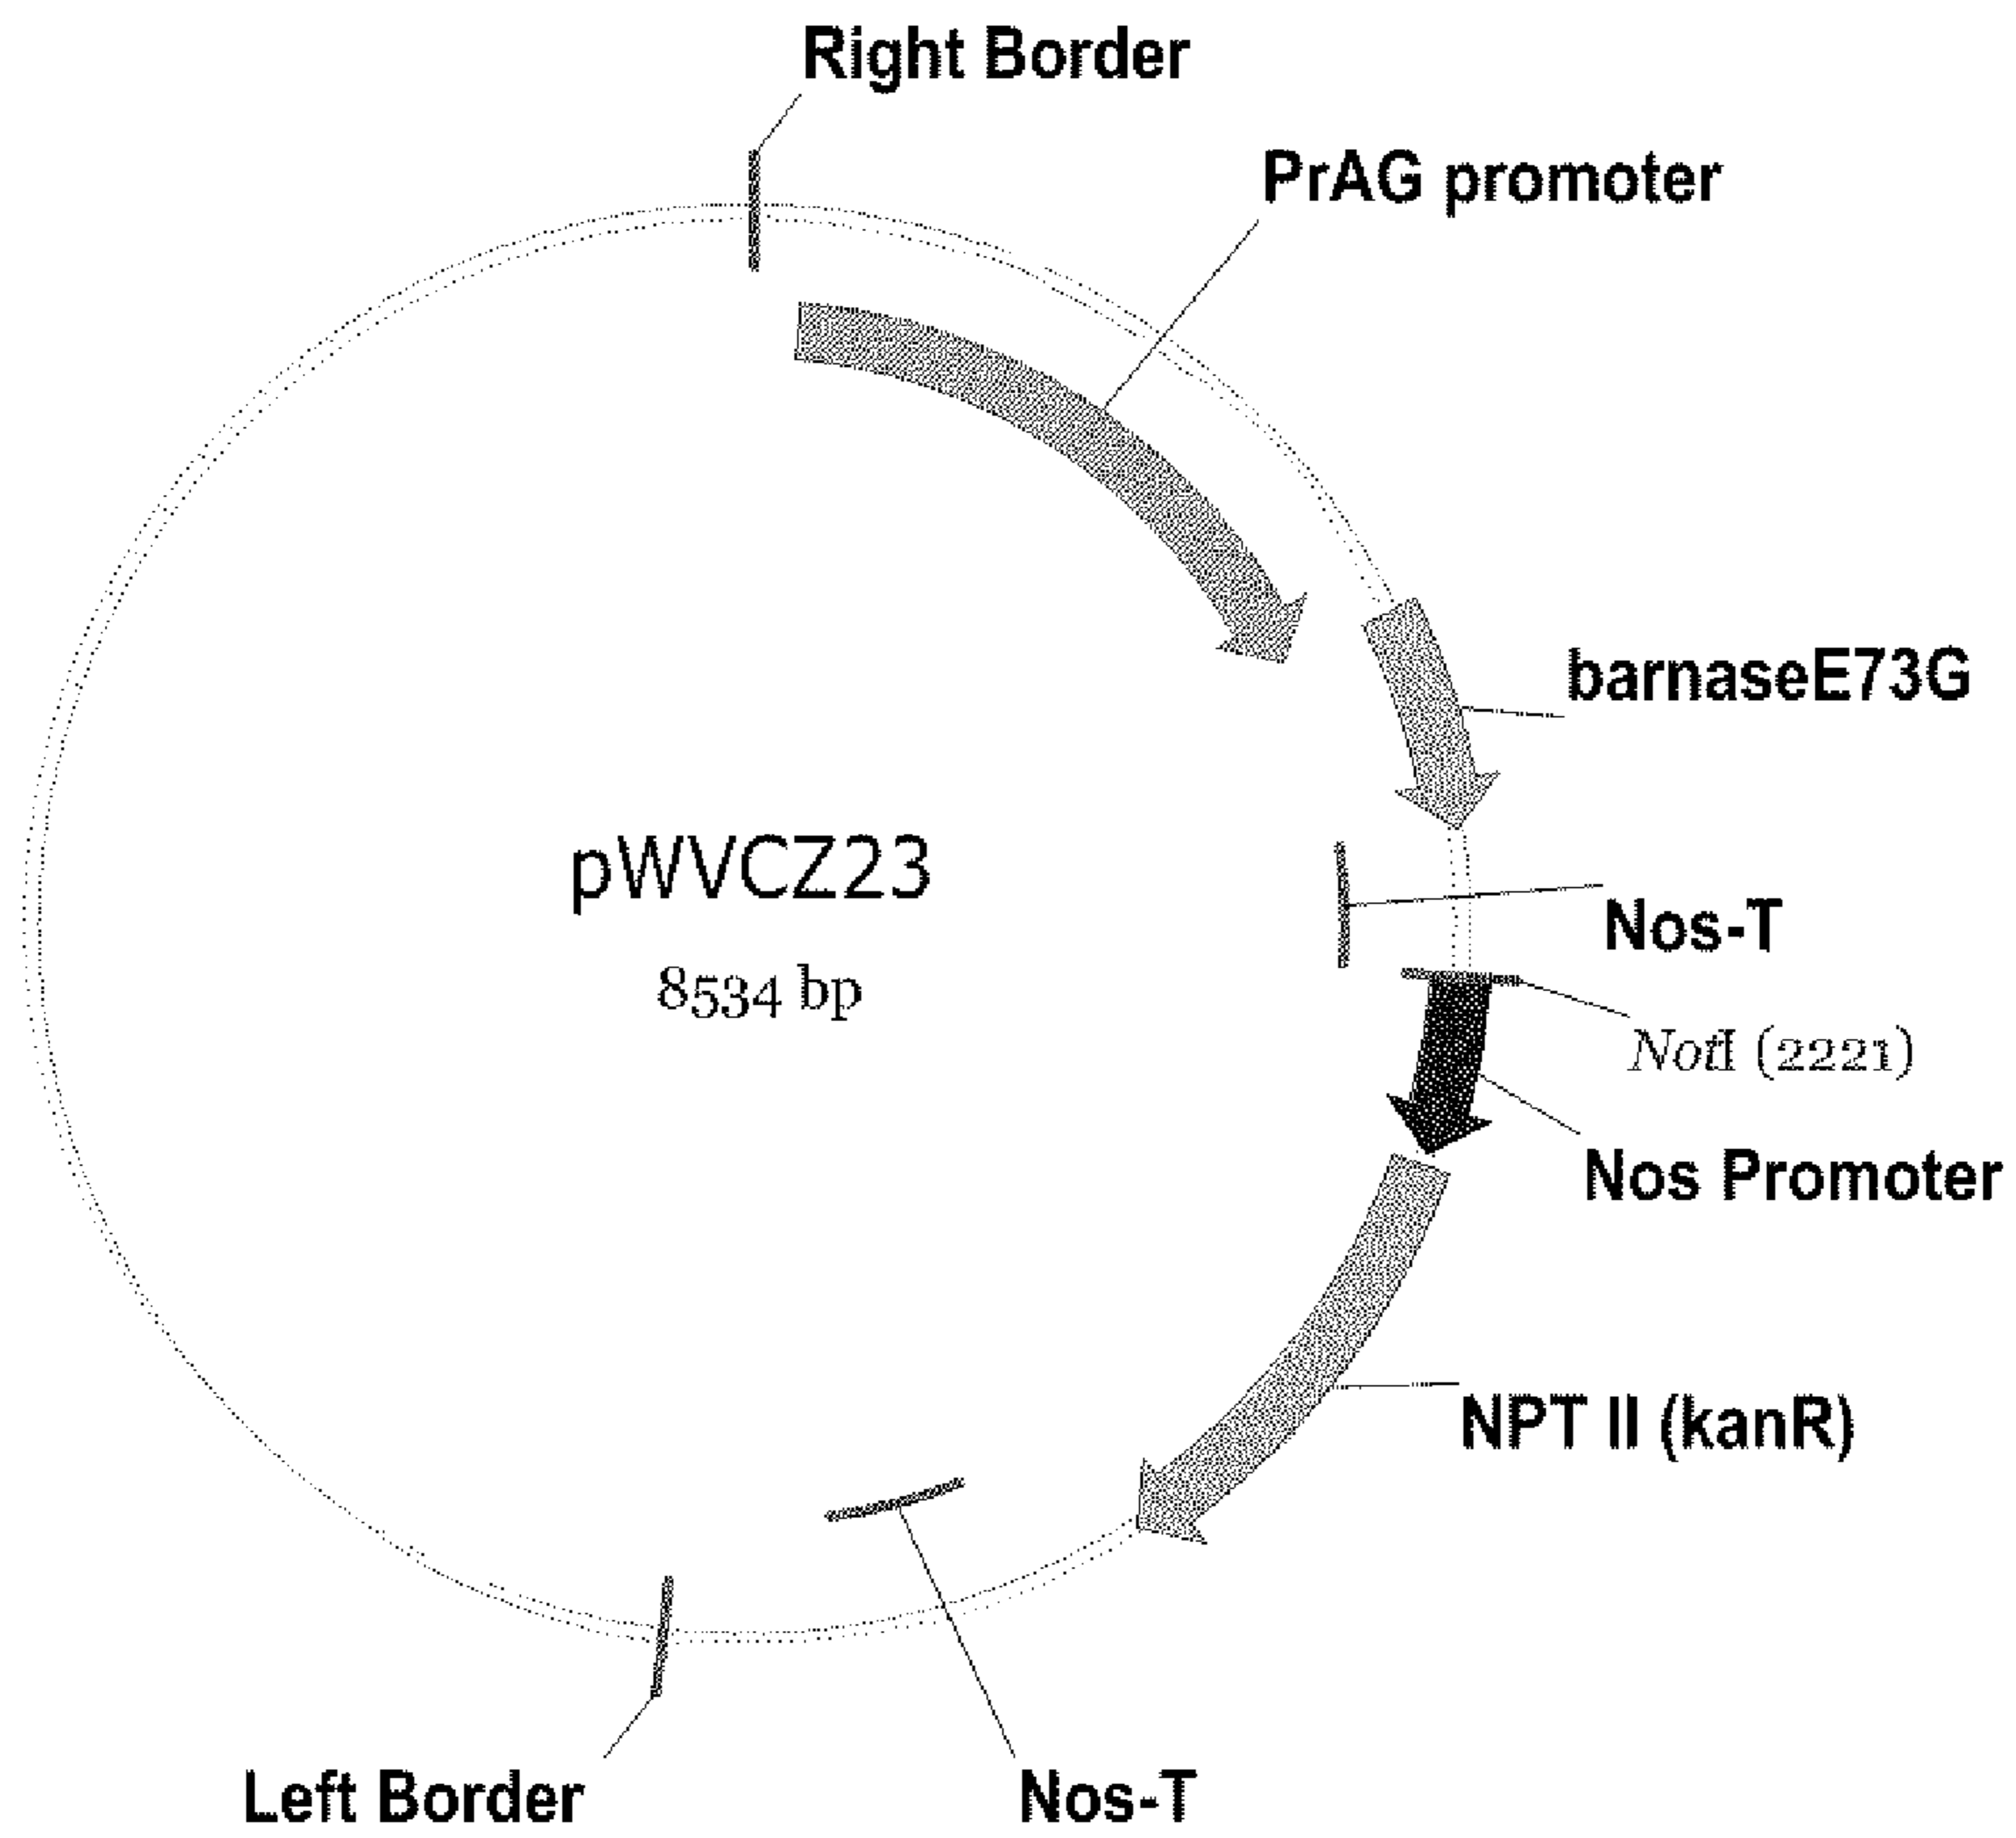 Right Border
PrAG promoter
barnaseE73G
pWVCZ23
8534 bp
Nos-T
NotI (2221)
Nos Promoter
NPT II (kanR)
Left Border
Nos-T